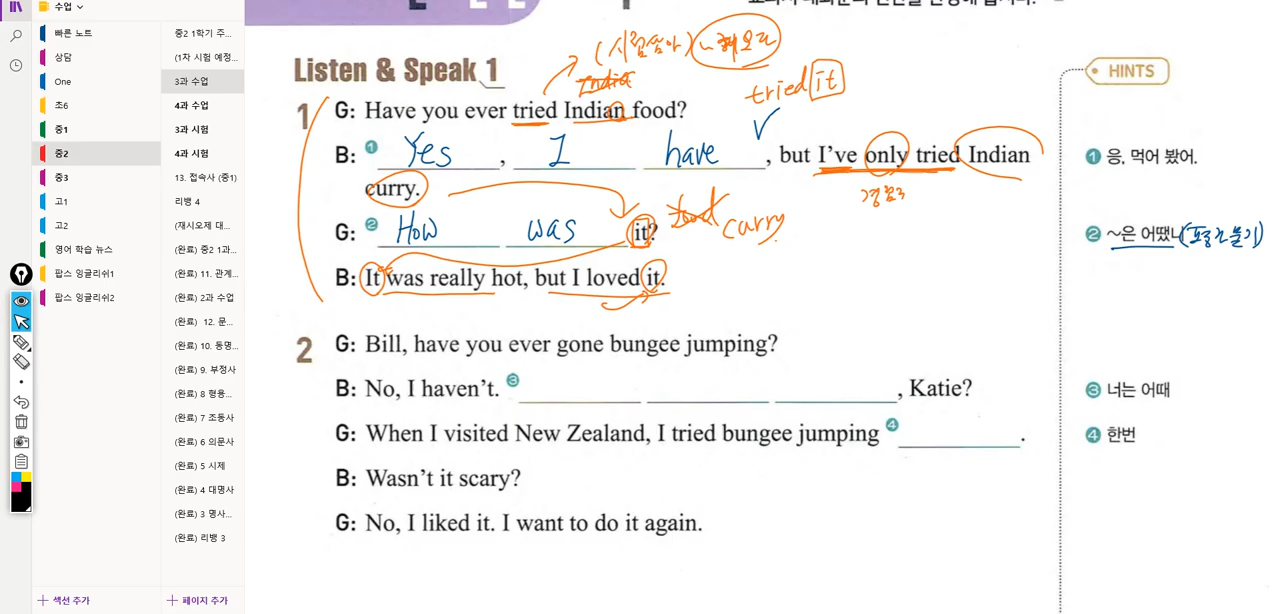 수업
빠른 노트
상담
One
초6
중1
중2
중3
고1
고2
영어 학습 뉴스
팝스 잉글리쉬1
팝스 잉글리쉬2
섹션 추가
중2 1학기 주...
(1차 시험 예정...
3과 수업
4과 수업
3과 시험
4과 시험
13. 접속사 (중1)
리뱅 4
(재시오제 대...
(완료) 중2 1과...
(완료) 11. 관계...
(완료) 2과 수업
(완료) 12. 문...
(완료) 10. 동명...
(완료) 9. 부정사
(완료) 8 형용...
(완료) 7 조동사
(완료) 6 의문사
(완료) 5 시제
(완료) 4 대명사
(완료) 3 명사...
(완료) 리뱅 3
페이지 추가
Listen & Speak 1
(시험삼아) ~해보다
India
tried it
1 G: Have you ever tried Indian food?
B: ① Yes, I have, but I've only tried Indian
curry.
G: ② How was it? food curry
B: It was really hot, but I loved it.
2 G: Bill, have you ever gone bungee jumping?
B: No, I haven't. ③ , Katie?
G: When I visited New Zealand, I tried bungee jumping ④ .
B: Wasn't it scary?
G: No, I liked it. I want to do it again.
HINTS
① 응, 먹어 봤어.
② ~은 어땠니
③ 너는 어때
④ 한번